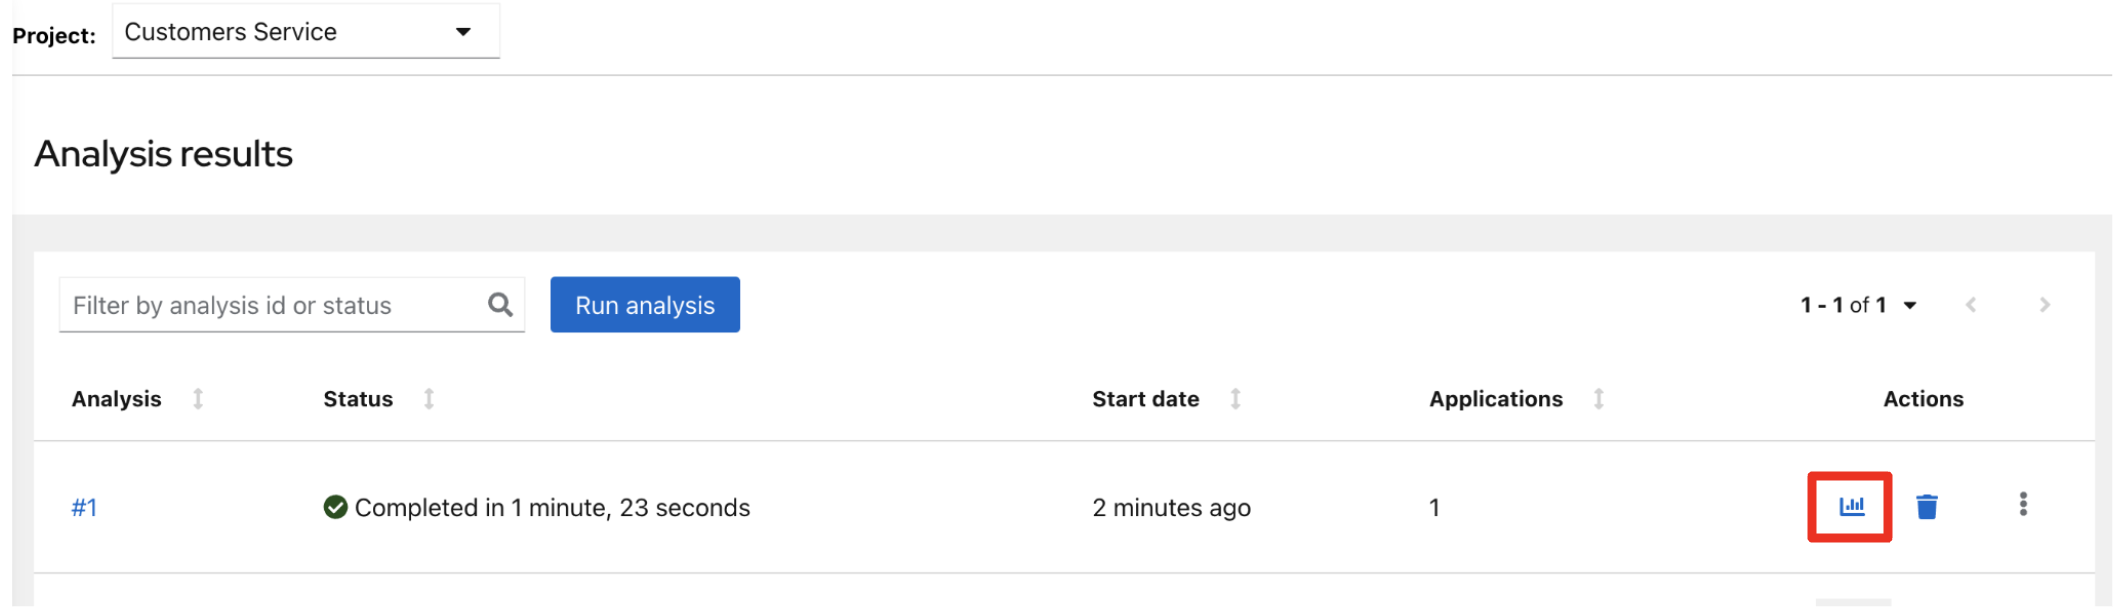 Project: Customers Service
Analysis results
Filter by analysis id or status Run analysis 1 - 1 of 1
Analysis Status Start date Applications Actions
#1 Completed in 1 minute, 23 seconds 2 minutes ago 1